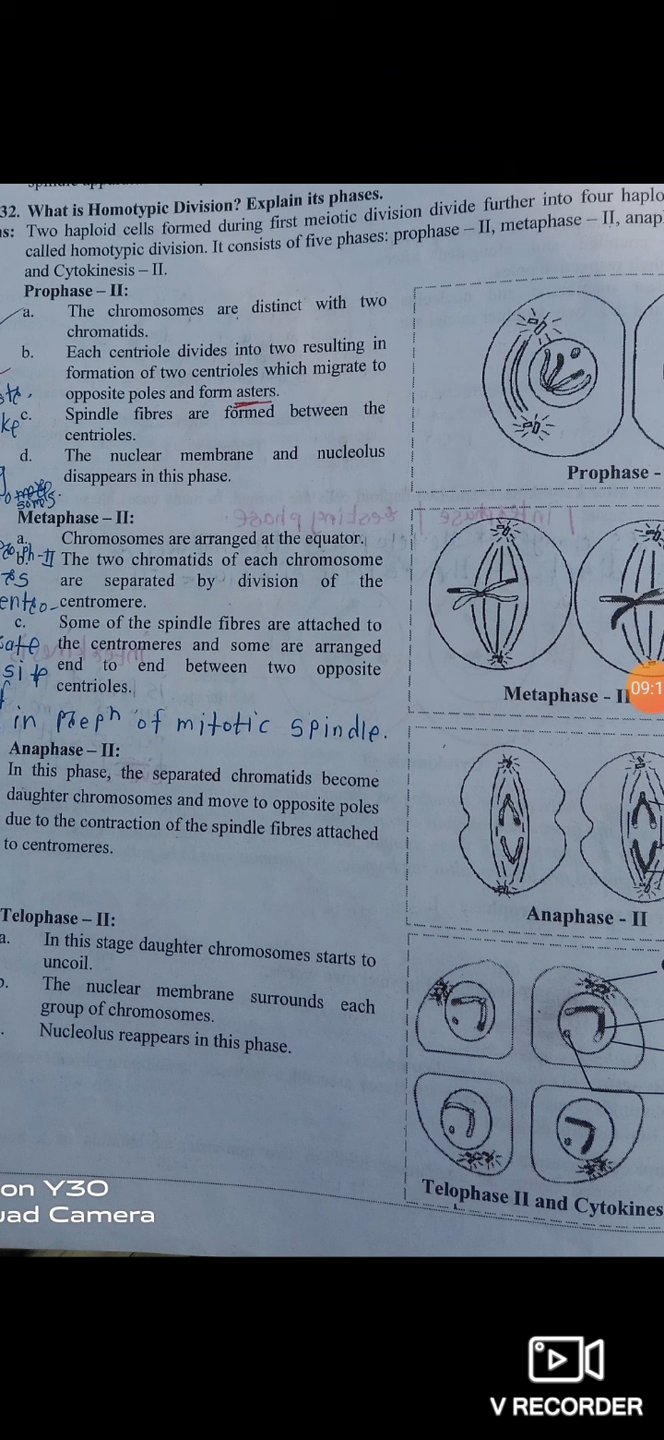 32. What is Homotypic Division? Explain its phases.
Two haploid cells formed during first meiotic division divide further into four haplo
called homotypic division. It consists of five phases: prophase – II, metaphase – II, anap
and Cytokinesis – II.
Prophase – II:
a. The chromosomes are distinct with two
chromatids.
b. Each centriole divides into two resulting in
formation of two centrioles which migrate to
opposite poles and form asters.
c. Spindle fibres are formed between the
centrioles.
d. The nuclear membrane and nucleolus
disappears in this phase.
Prophase -
Metaphase – II:
a. Chromosomes are arranged at the equator.
b. The two chromatids of each chromosome
are separated by division of the
centromere.
c. Some of the spindle fibres are attached to
the centromeres and some are arranged
end to end between two opposite
centrioles.
Metaphase - II
09:1
in of mitotic spindle.
Anaphase – II:
In this phase, the separated chromatids become
daughter chromosomes and move to opposite poles
due to the contraction of the spindle fibres attached
to centromeres.
Anaphase - II
Telophase – II:
a. In this stage daughter chromosomes starts to
uncoil.
The nuclear membrane surrounds each
group of chromosomes.
Nucleolus reappears in this phase.
Telophase II and Cytokines
on Y30
uad Camera
V RECORDER